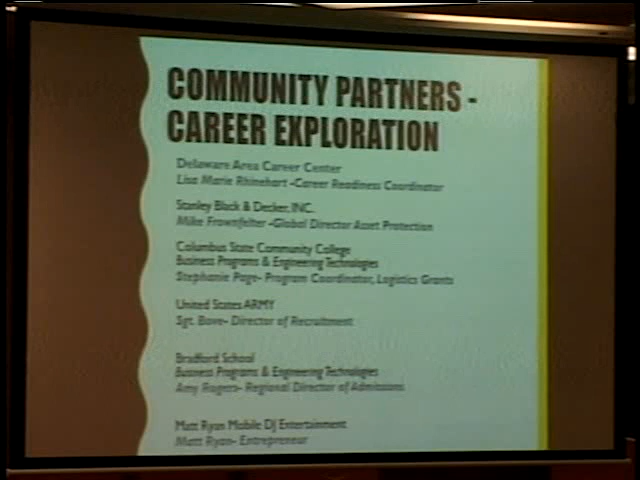 COMMUNITY PARTNERS -
CAREER EXPLORATION
Delaware Area Career Center
Lisa Marie Rhinehart -Career Readiness Coordinator
Stanley Black & Decker, INC.
Mike Frownfelter -Global Director Asset Protection
Columbus State Community College
Business Programs & Engineering Technologies
Stephanie Page- Program Coordinator, Logistics Grants
United States ARMY
Sgt. Bove- Director of Recruitment
Bradford School
Business Programs & Engineering Technologies
Amy Rogers- Regional Director of Admissions
Matt Ryan Mobile DJ Entertainment
Matt Ryan- Entrepreneur